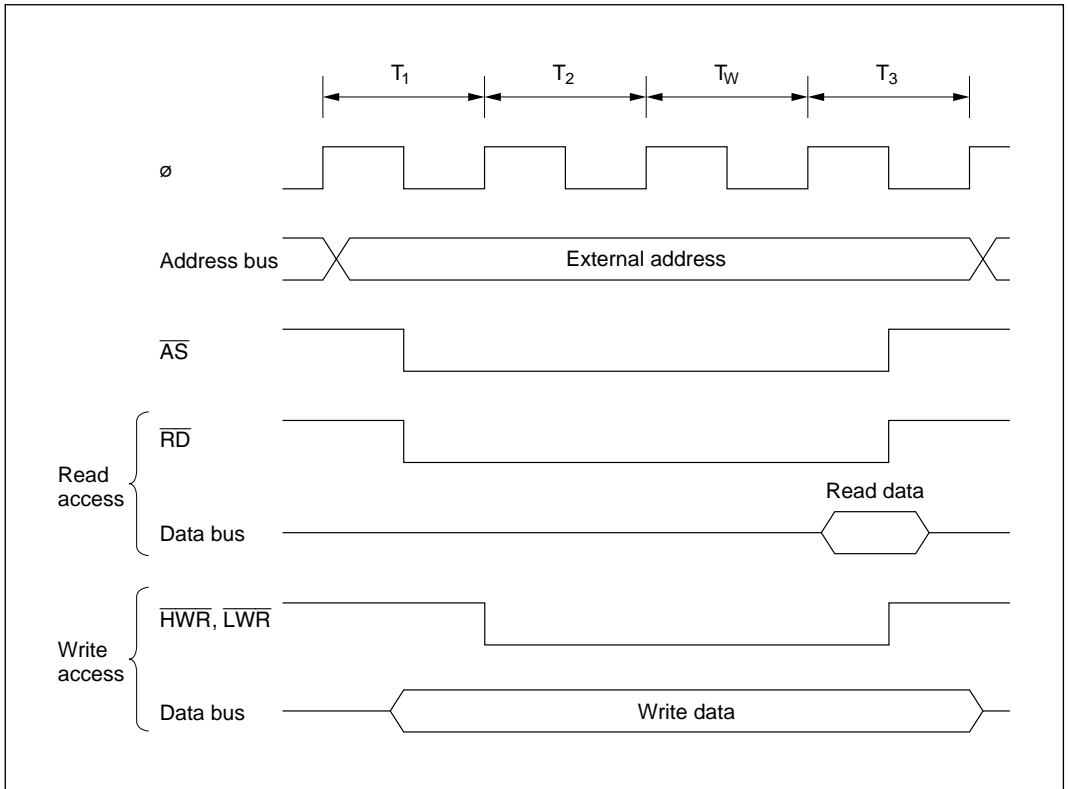 T1 T2 TW T3
ø
Address bus External address
AS
RD
Read access
Read data
Data bus
HWR, LWR
Write access
Data bus Write data